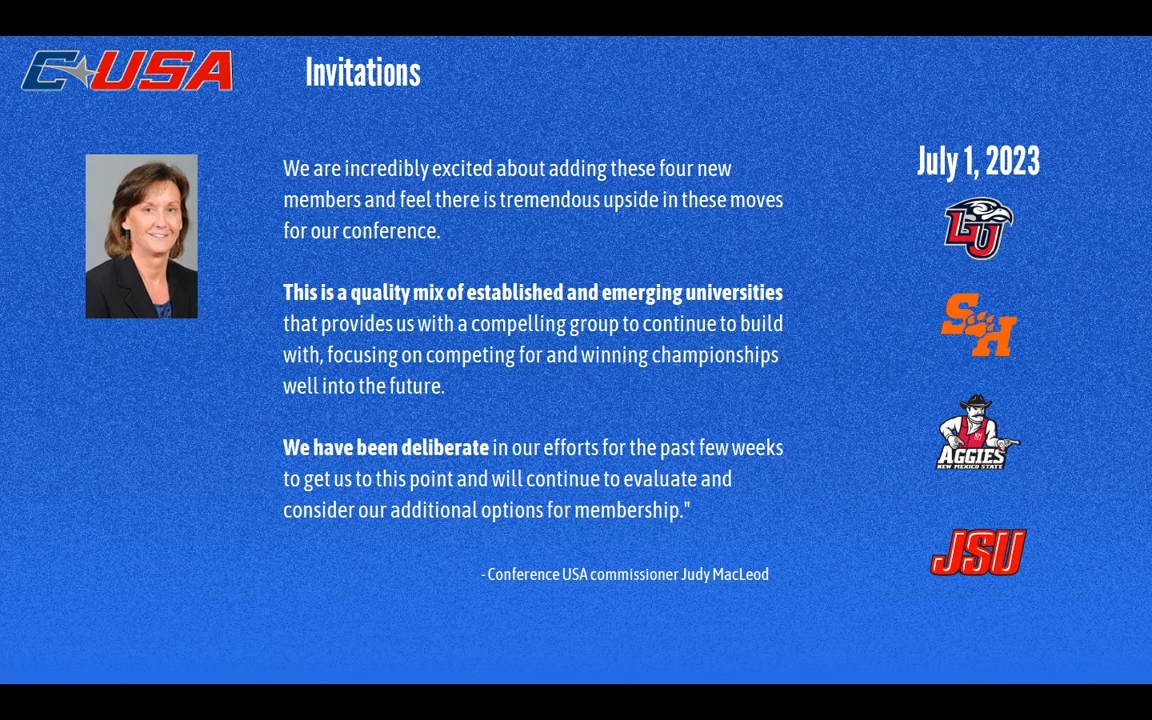 C USA
Invitations
We are incredibly excited about adding these four new
members and feel there is tremendous upside in these moves
for our conference.
This is a quality mix of established and emerging universities
that provides us with a compelling group to continue to build
with, focusing on competing for and winning championships
well into the future.
We have been deliberate in our efforts for the past few weeks
to get us to this point and will continue to evaluate and
consider our additional options for membership."
- Conference USA commissioner Judy MacLeod
July 1, 2023
LU
SH
AGGIES
NEW MEXICO STATE
JSU